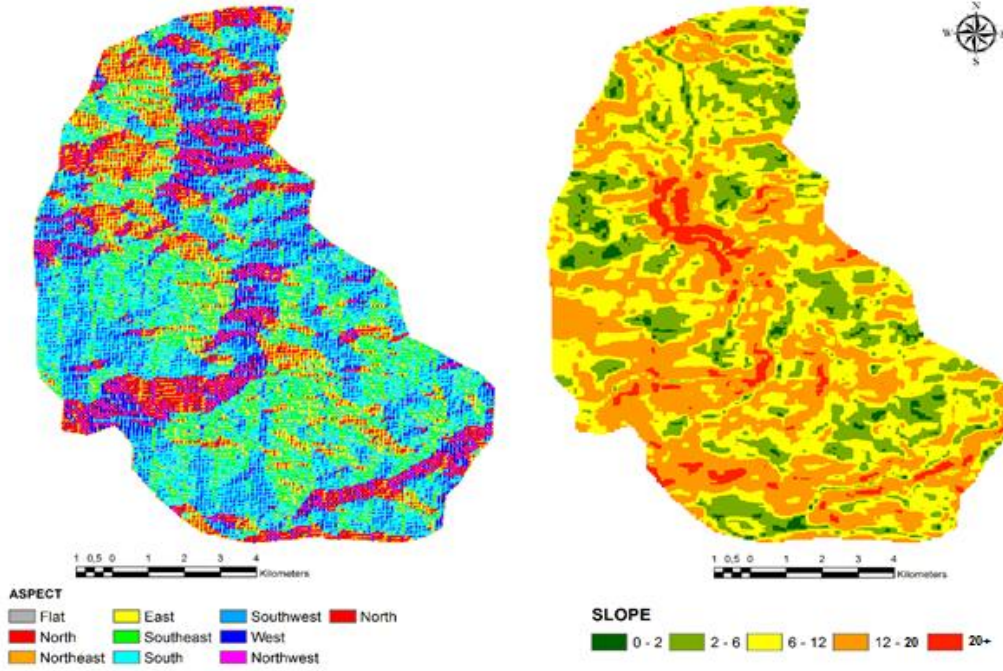 N
W
E
S
1 0,5 0 1 2 3 4
Kilometers
1 0,5 0 1 2 3 4
Kilometers
ASPECT
Flat East Southwest North
North Southeast West
Northeast South Northwest
SLOPE
0 - 2 2 - 6 6 - 12 12 - 20 20+